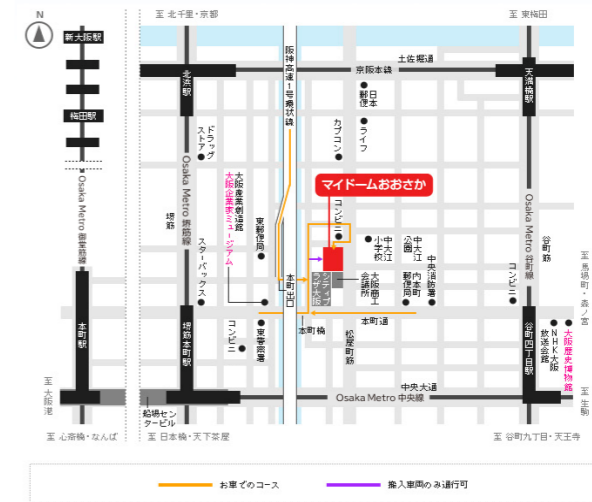 N
至 北千里・京都
至 東梅田
新大阪駅
梅田駅
Osaka Metro 御堂筋線
本町駅
至 大阪港
至 心斎橋・なんば
北浜駅
Osaka Metro 堺筋線
堺筋
堺筋本町駅
船場センタービル
至 日本橋・天下茶屋
阪神高速1号環状線
土佐堀通
京阪本線
天満橋駅
ドラッグストア
日本郵便
ライフ
カプコン
マイドームおおさか
コンビニ
大阪産業創造館
大阪企業家ミュージアム
東郵便局
スターバックス
コンビニ
東警察署
本町出口
シティプラザ大阪
大阪商工会議所
中大江小学校
中大江公園
内本町郵便局
中央消防署
本町橋
本町通
松屋町筋
Osaka Metro 谷町線
谷町筋
コンビニ
谷町四丁目駅
NHK大阪放送会館
大阪歴史博物館
至 馬場町・森ノ宮
至 生駒
中央大通
Osaka Metro 中央線
至 谷町九丁目・天王寺
お車でのコース
搬入車両のみ通行可